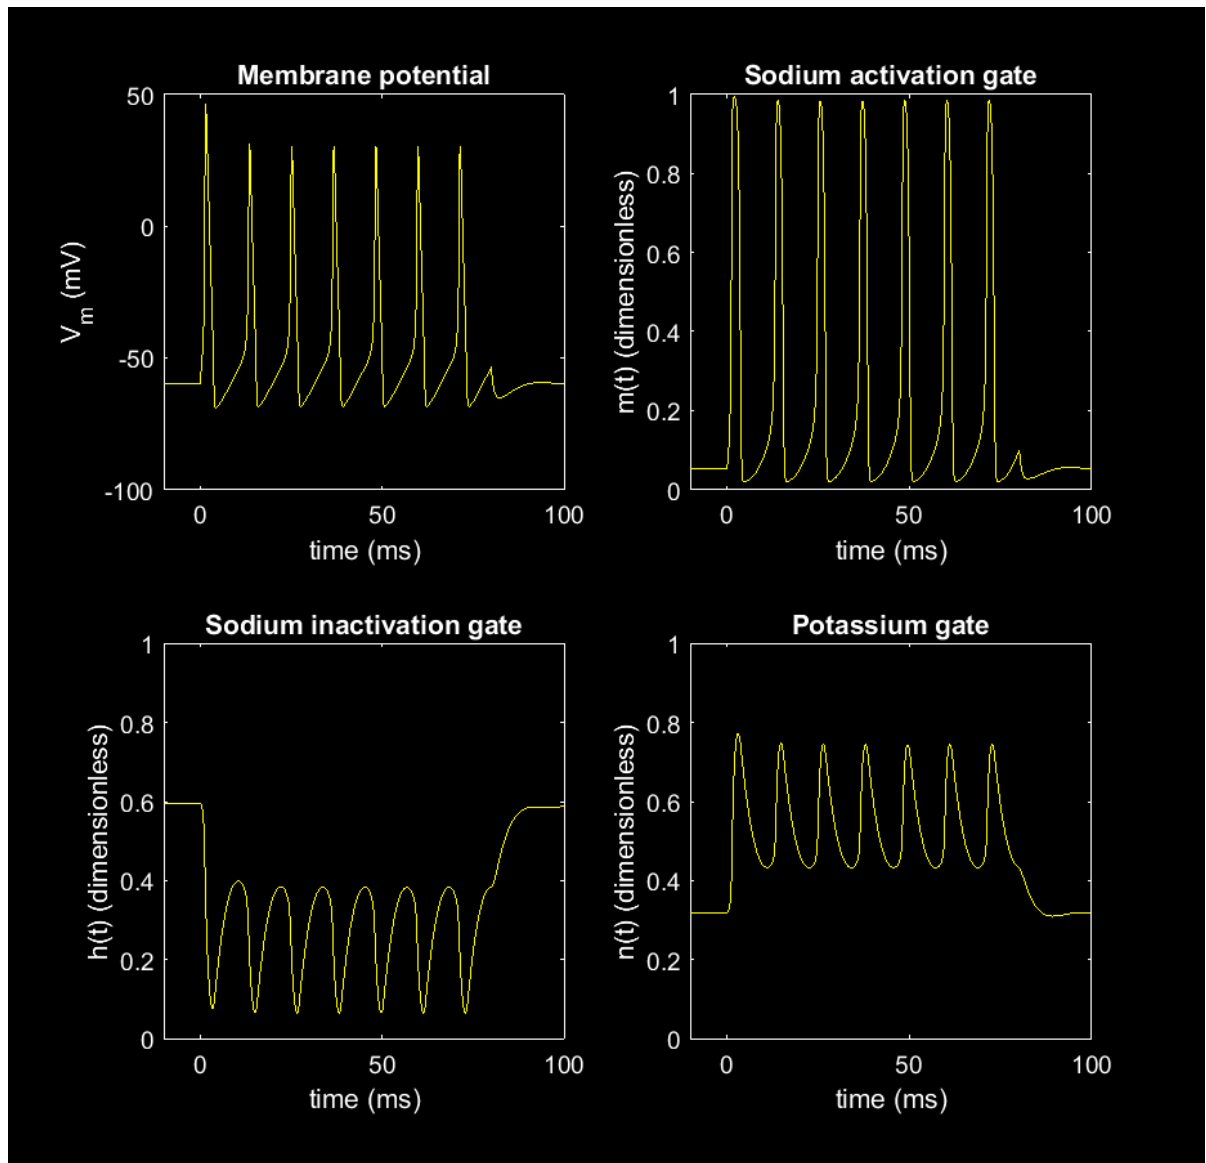 Membrane potential
50
0
-50
-100
V_m (mV)
0 50 100
time (ms)
Sodium activation gate
1
0.8
0.6
0.4
0.2
0
m(t) (dimensionless)
0 50 100
time (ms)
Sodium inactivation gate
1
0.8
0.6
0.4
0.2
0
h(t) (dimensionless)
0 50 100
time (ms)
Potassium gate
1
0.8
0.6
0.4
0.2
0
n(t) (dimensionless)
0 50 100
time (ms)